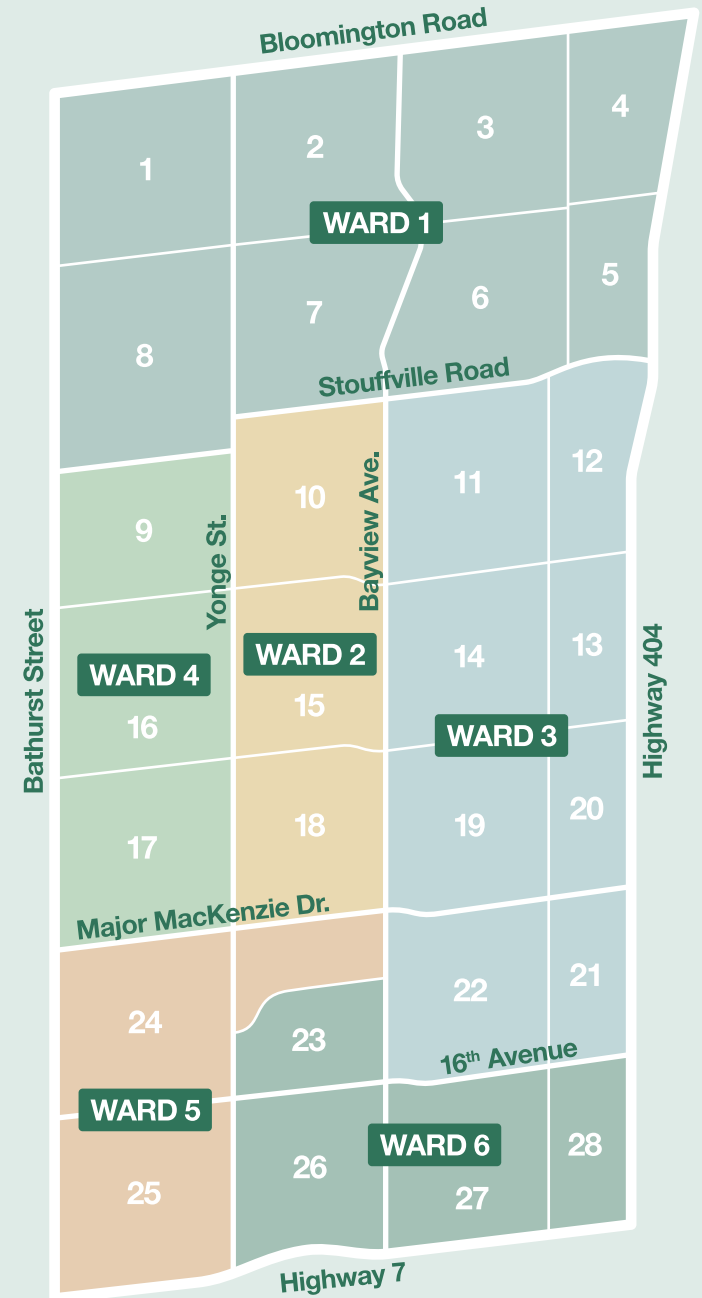 Bloomington Road
4
3
2
1
WARD 1
5
6
7
8
Stouffville Road
12
11
10
9
Yonge St.
Bayview Ave.
13
14
WARD 2
15
WARD 4
16
Bathurst Street
Highway 404
WARD 3
20
19
18
17
Major MacKenzie Dr.
21
22
24
23
16th Avenue
WARD 5
WARD 6
28
27
26
25
Highway 7